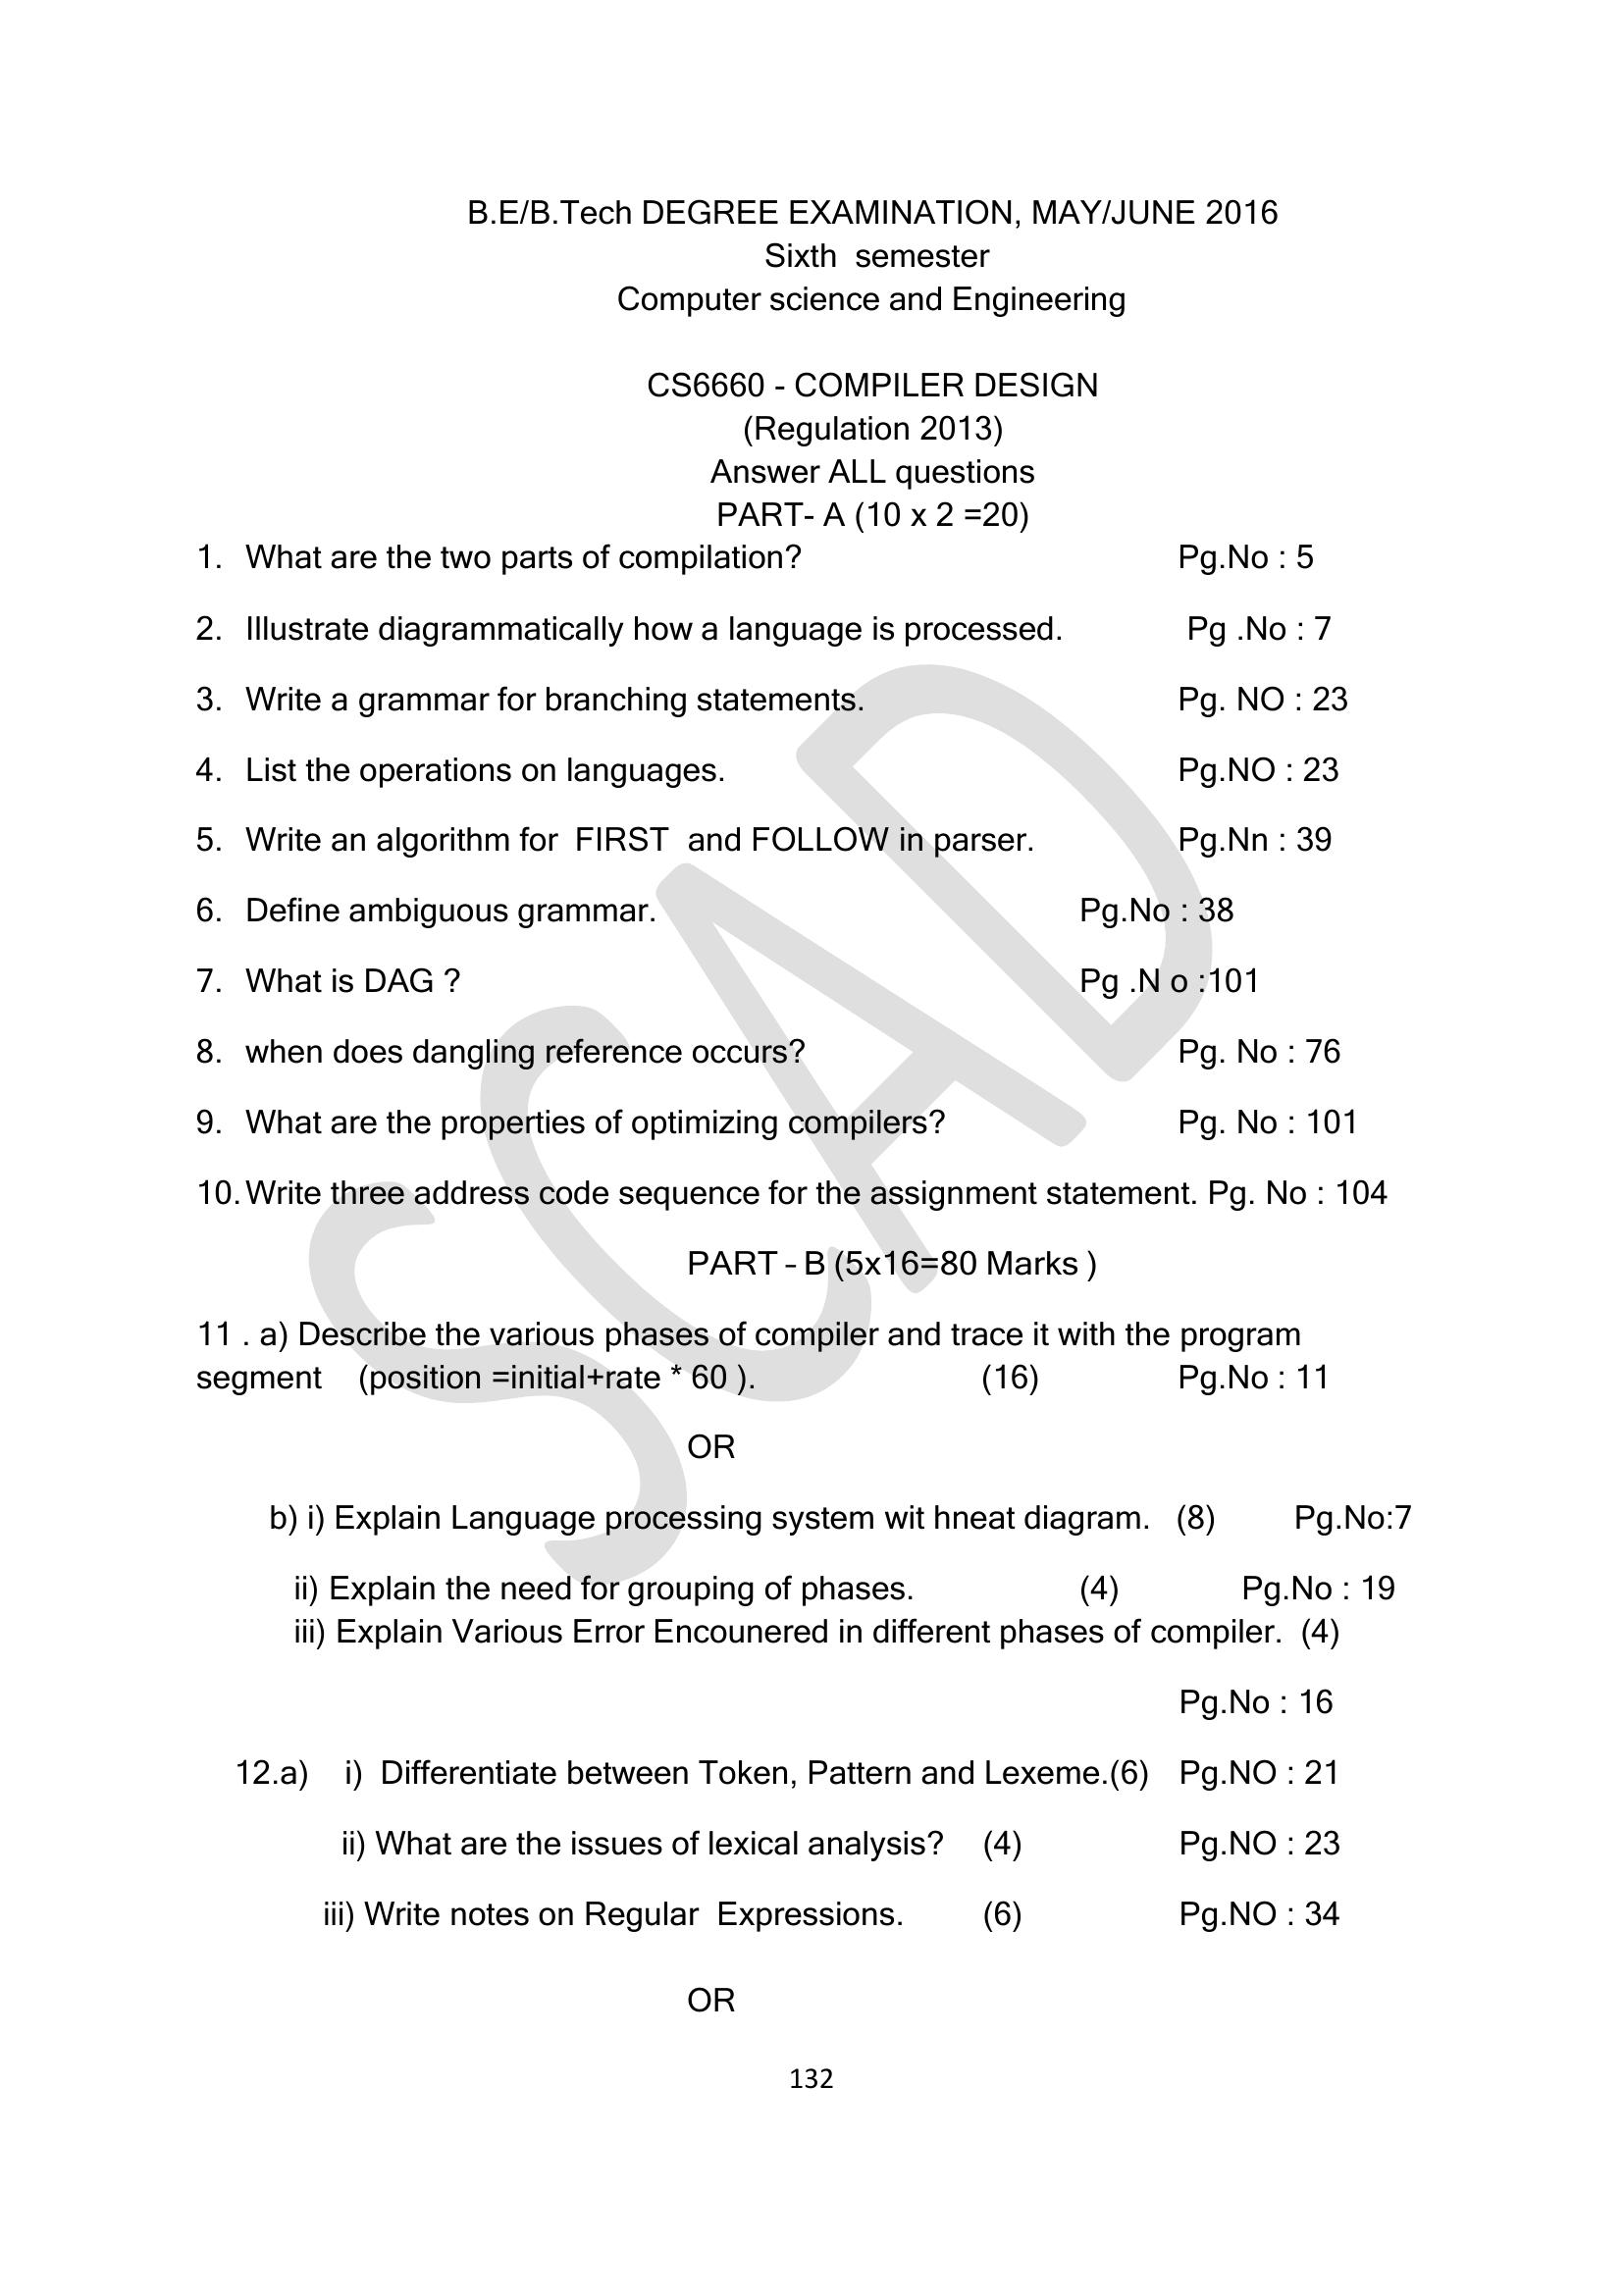 B.E/B.Tech DEGREE EXAMINATION, MAY/JUNE 2016
Sixth semester
Computer science and Engineering
CS6660 - COMPILER DESIGN
(Regulation 2013)
Answer ALL questions
PART- A (10 x 2 =20)
1. What are the two parts of compilation? Pg.No : 5
2. Illustrate diagrammatically how a language is processed. Pg .No : 7
3. Write a grammar for branching statements. Pg. NO : 23
4. List the operations on languages. Pg.NO : 23
5. Write an algorithm for FIRST and FOLLOW in parser. Pg.Nn : 39
6. Define ambiguous grammar. Pg.No : 38
7. What is DAG ? Pg .N o :101
8. when does dangling reference occurs? Pg. No : 76
9. What are the properties of optimizing compilers? Pg. No : 101
10. Write three address code sequence for the assignment statement. Pg. No : 104
PART – B (5x16=80 Marks )
11 . a) Describe the various phases of compiler and trace it with the program
segment (position =initial+rate * 60 ). (16) Pg.No : 11
OR
b) i) Explain Language processing system wit hneat diagram. (8) Pg.No:7
ii) Explain the need for grouping of phases. (4) Pg.No : 19
iii) Explain Various Error Encounered in different phases of compiler. (4)
Pg.No : 16
12.a) i) Differentiate between Token, Pattern and Lexeme.(6) Pg.NO : 21
ii) What are the issues of lexical analysis? (4) Pg.NO : 23
iii) Write notes on Regular Expressions. (6) Pg.NO : 34
OR
132
SCAD